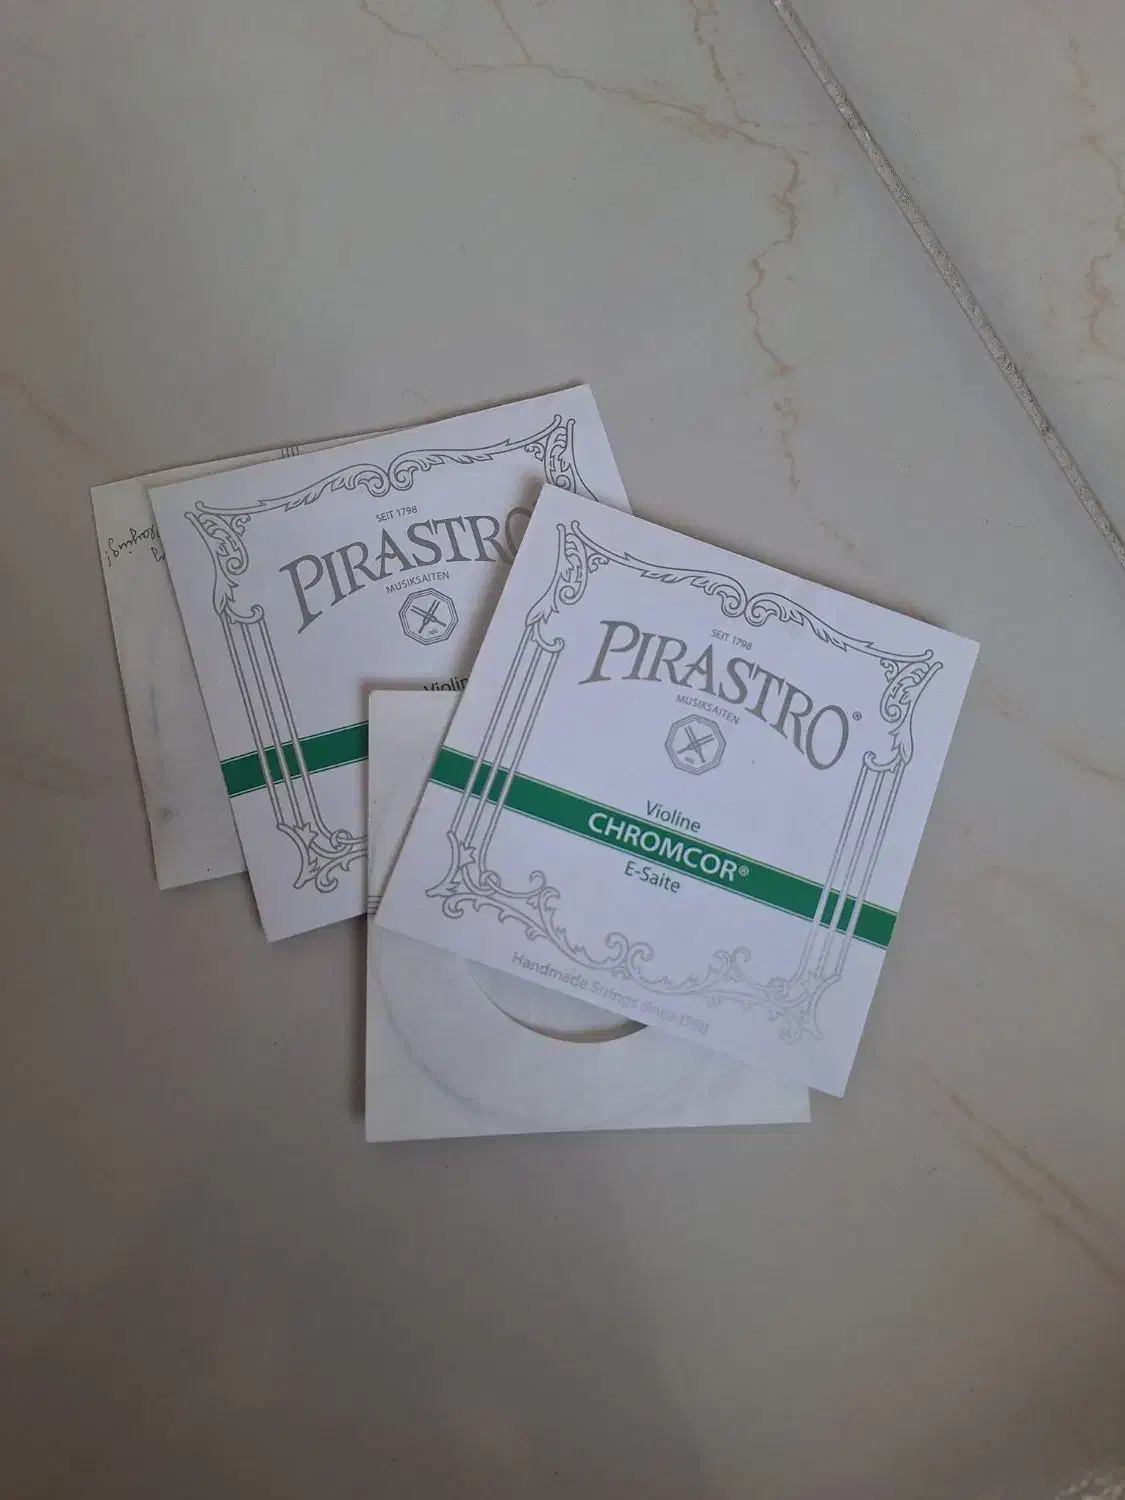 SEIT 1798
PIRASTRO
MUSIKSAITEN
SEIT 1798
PIRASTRO®
MUSIKSAITEN
Violine
CHROMCOR®
E-Saite
Handmade Strings since 1798